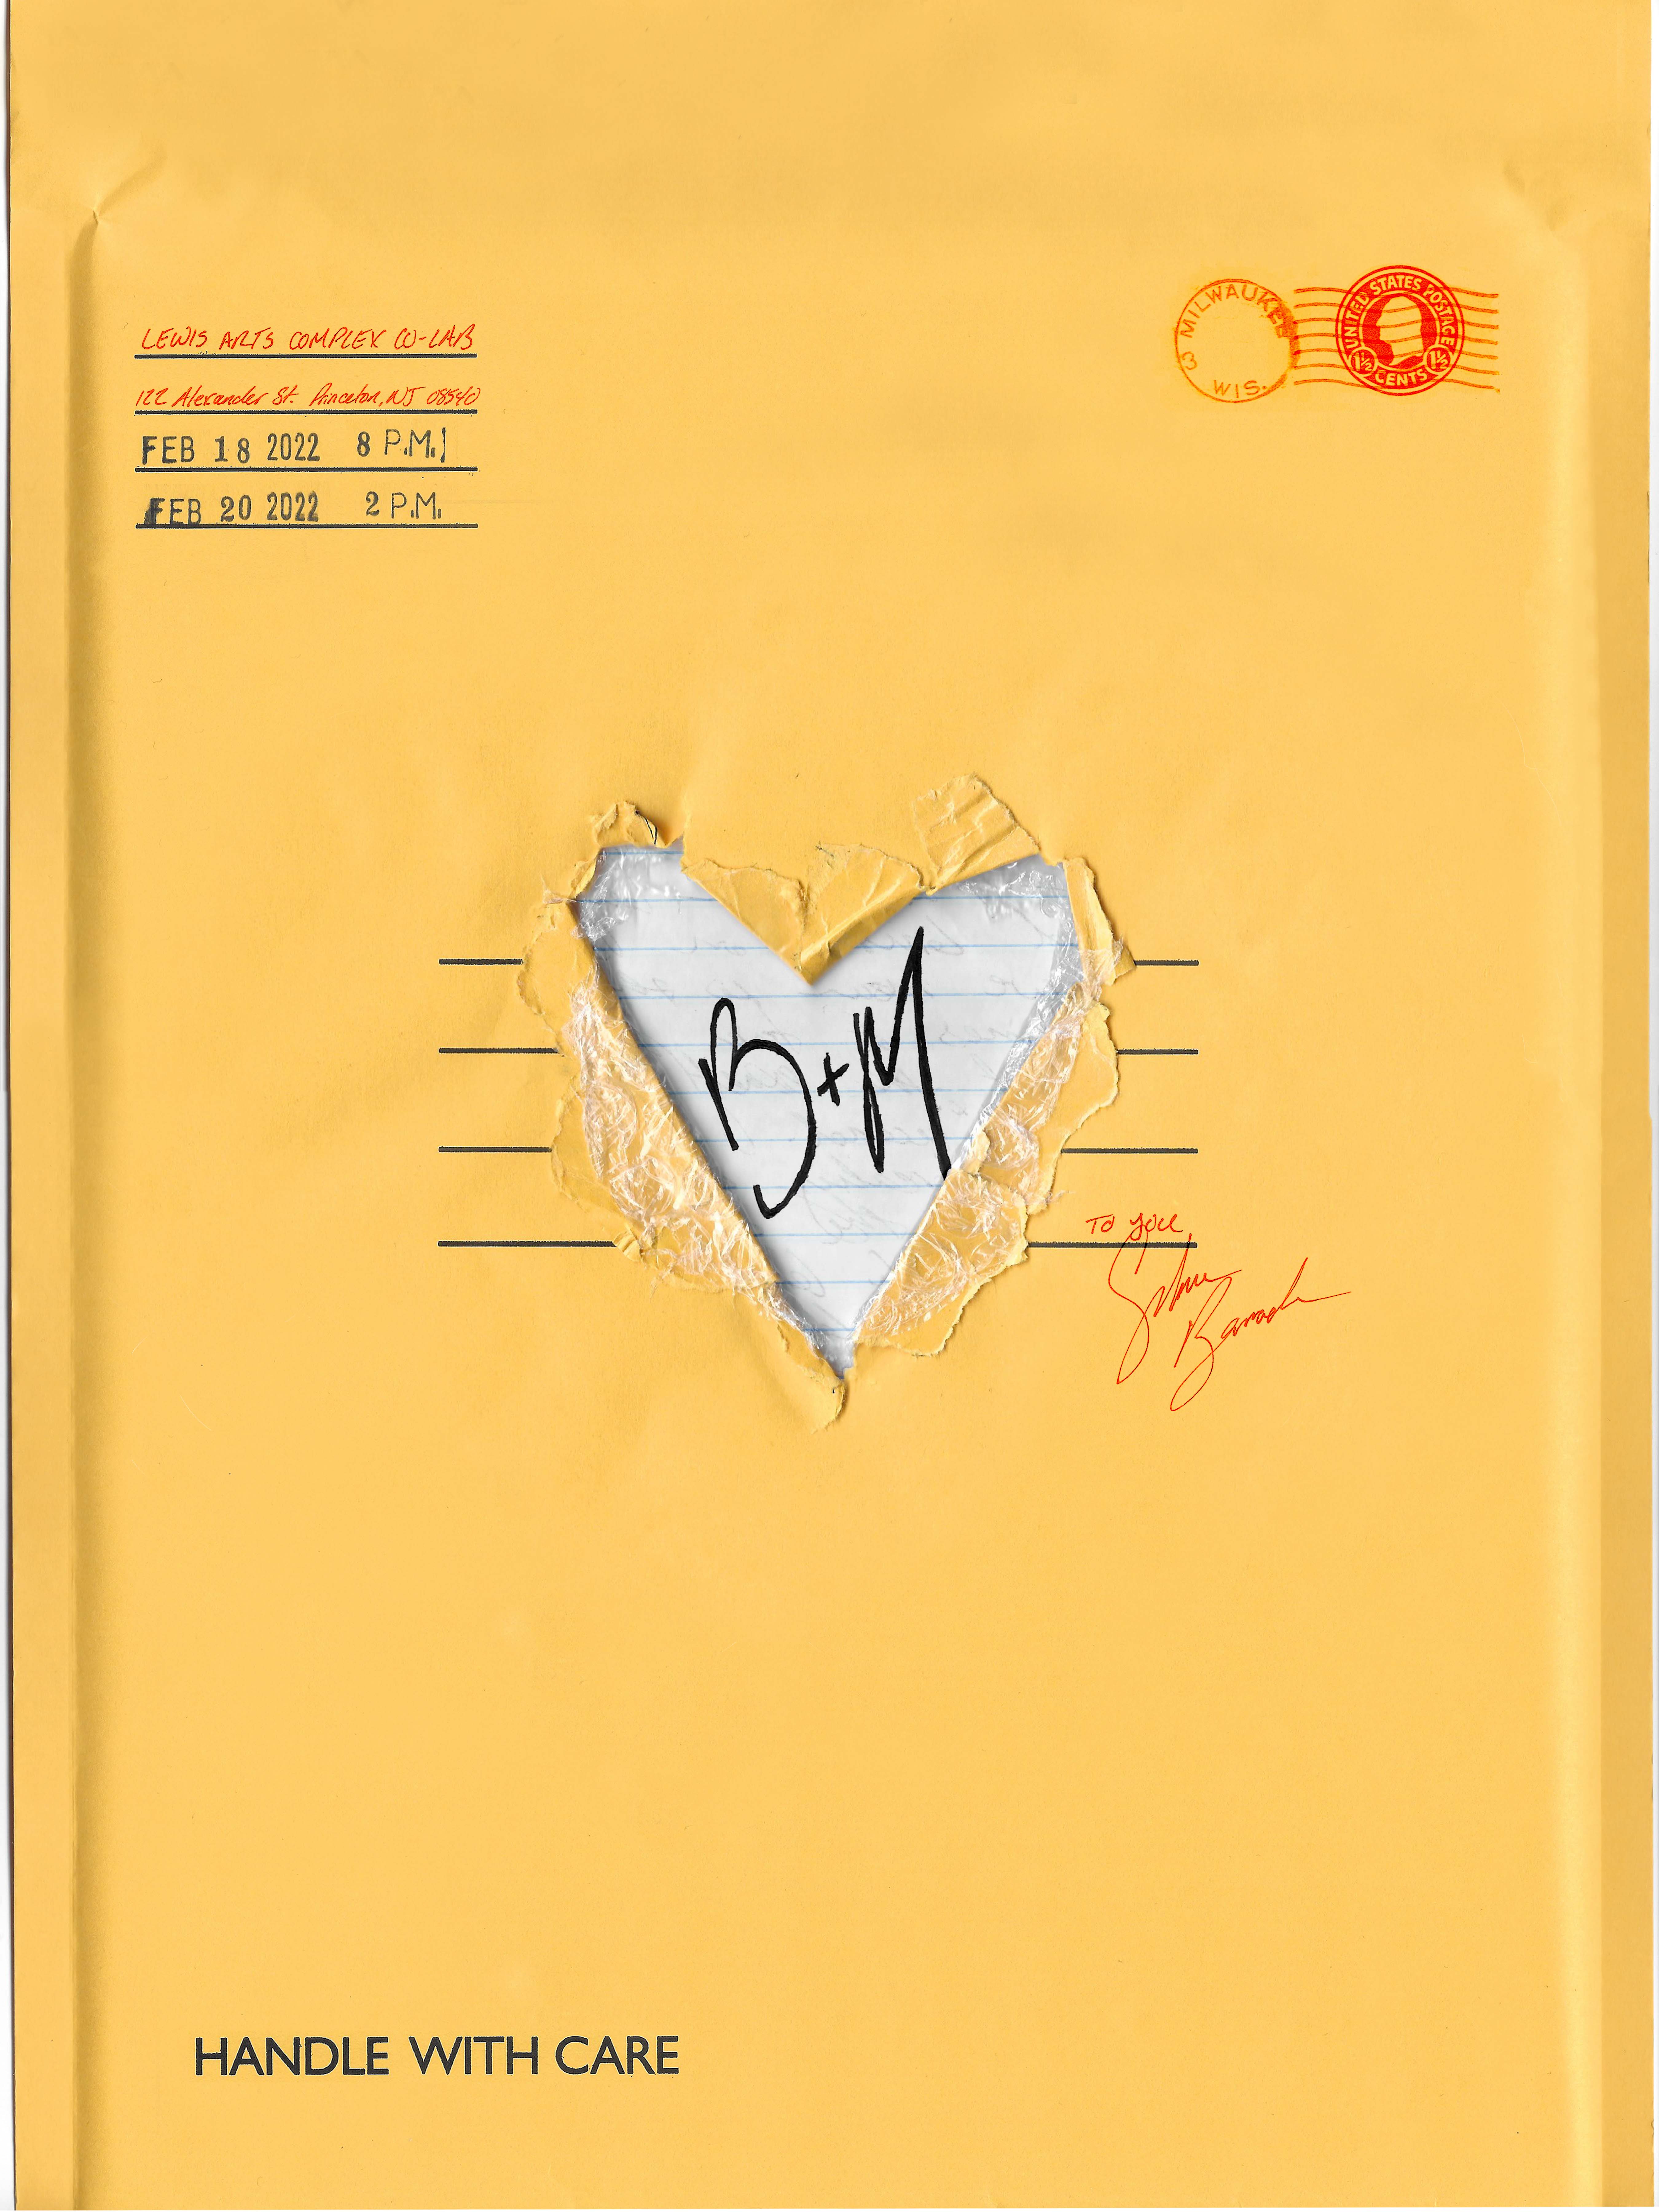 LEWIS ARTS COMPLEX CO-LAB
122 Alexander St. Princeton, NJ 08540
FEB 18 2022 8 P.M.
FEB 20 2022 2 P.M.
3 MILWAUKEE WIS.
UNITED STATES POSTAGE
1½ CENTS 1½
B+M
TO YOU
HANDLE WITH CARE